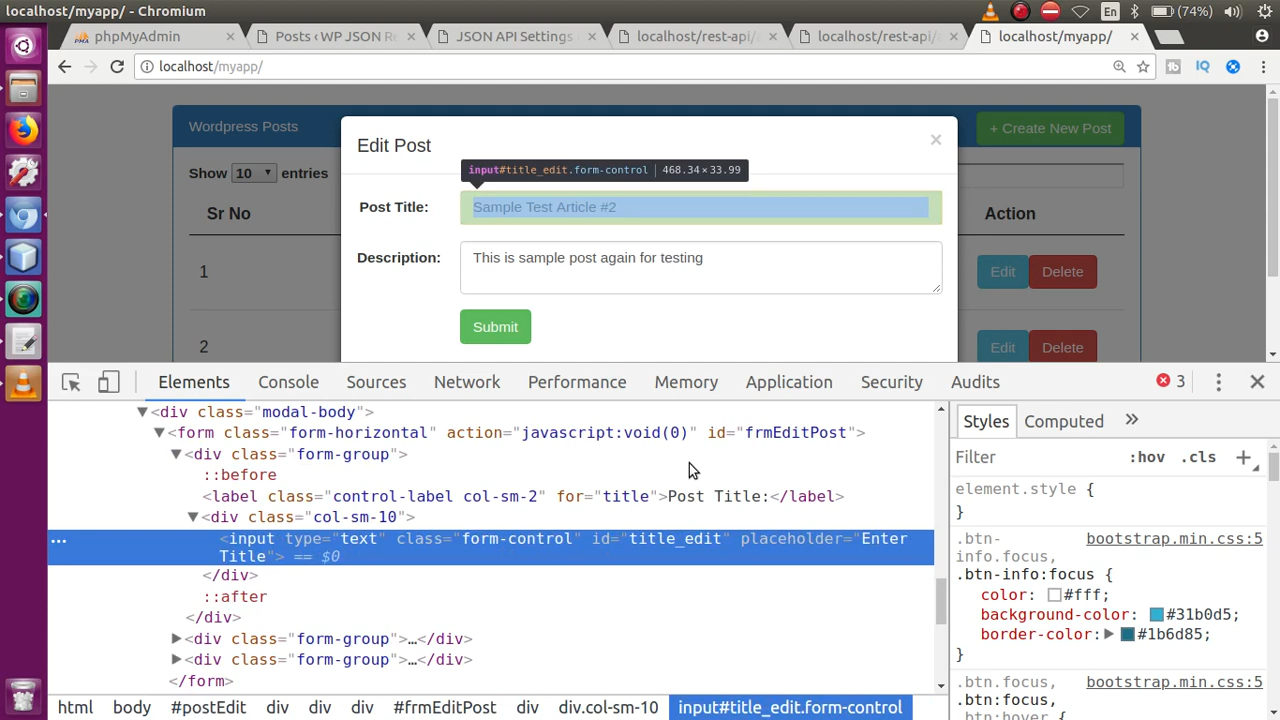 localhost/myapp/ - Chromium
En
(74%)
PMA
phpMyAdmin
Posts ‹ WP JSON Re
JSON API Settings
localhost/rest-api/
localhost/rest-api/
localhost/myapp/
localhost/myapp/
IQ
Wordpress Posts
+ Create New Post
Edit Post
×
input#title_edit.form-control | 468.34×33.99
Show 10 entries
Post Title:
Sample Test Article #2
Sr No
Action
Description:
This is sample post again for testing
1
Edit
Delete
Submit
2
Edit
Delete
Elements
Console
Sources
Network
Performance
Memory
Application
Security
Audits
3
<div class="modal-body">
<form class="form-horizontal" action="javascript:void(0)" id="frmEditPost">
<div class="form-group">
::before
<label class="control-label col-sm-2" for="title">Post Title:</label>
<div class="col-sm-10">
<input type="text" class="form-control" id="title_edit" placeholder="Enter
Title"> == $0
</div>
::after
</div>
<div class="form-group">…</div>
<div class="form-group">…</div>
</form>
html body #postEdit div div div #frmEditPost div div.col-sm-10 input#title_edit.form-control
Styles
Computed
»
Filter
:hov .cls +
element.style {
}
.btn-
bootstrap.min.css:5
info.focus,
.btn-info:focus {
color: #fff;
background-color: #31b0d5;
border-color: #1b6d85;
}
.btn.focus,
bootstrap.min.css:5
.btn:focus,
.btn:hover {